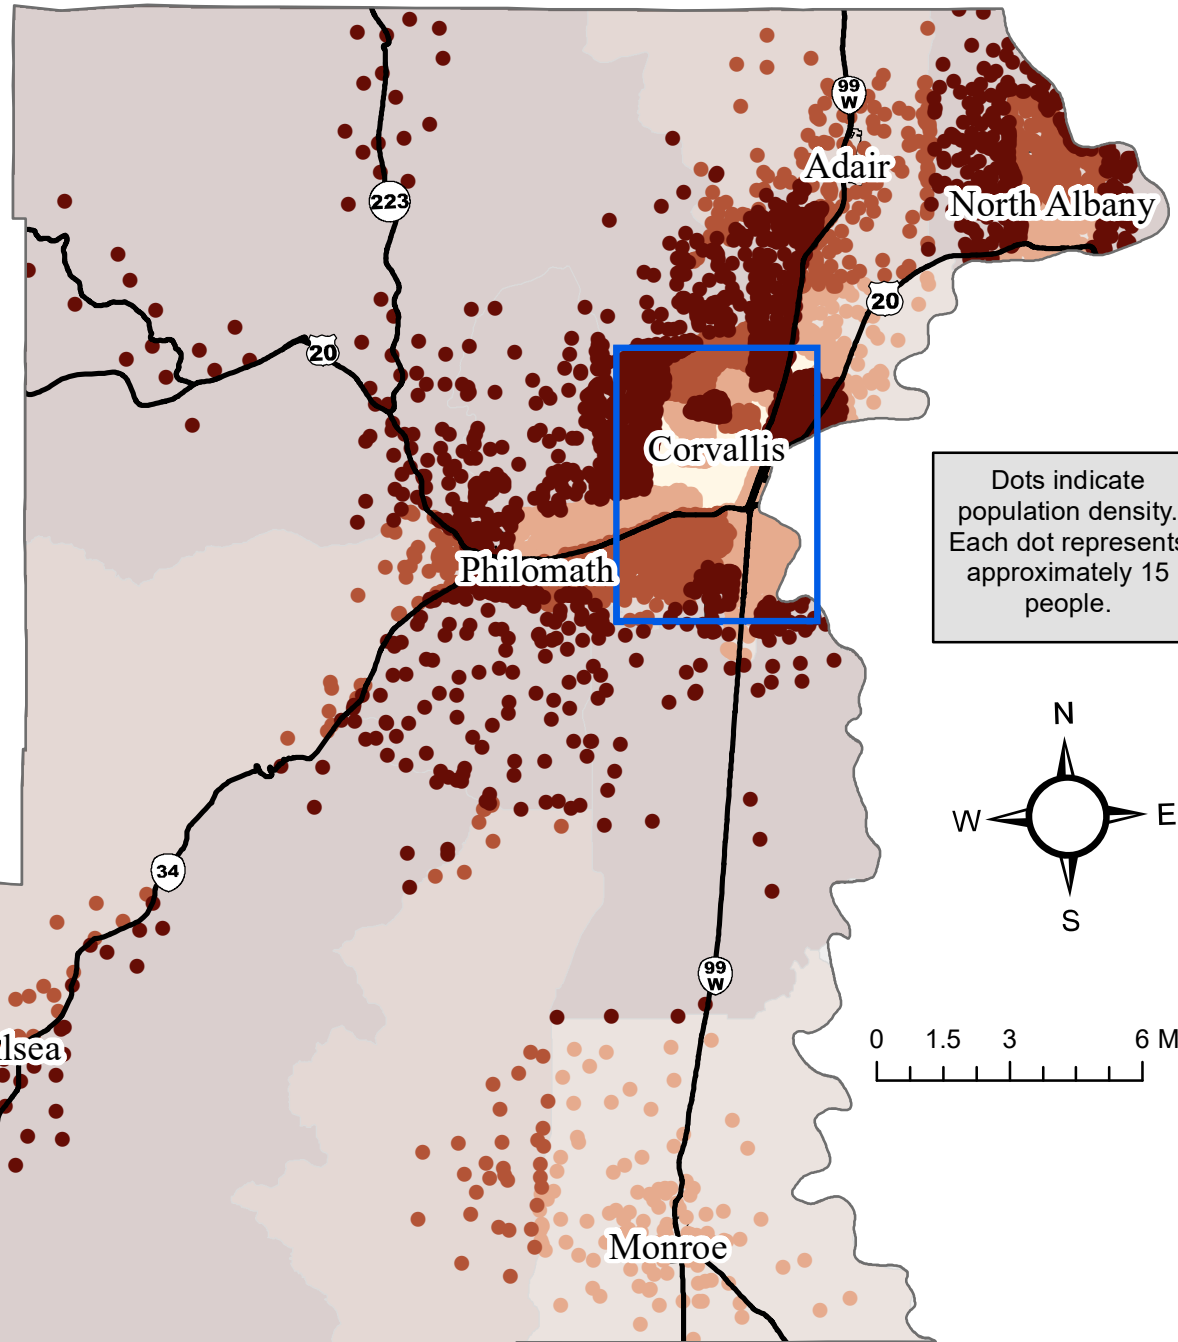 99
W
Adair
223
North Albany
20
20
Corvallis
Dots indicate
population density.
Each dot represents
approximately 15
people.
Philomath
N
W
E
S
34
99
W
0 1.5 3 6 M
lsea
Monroe